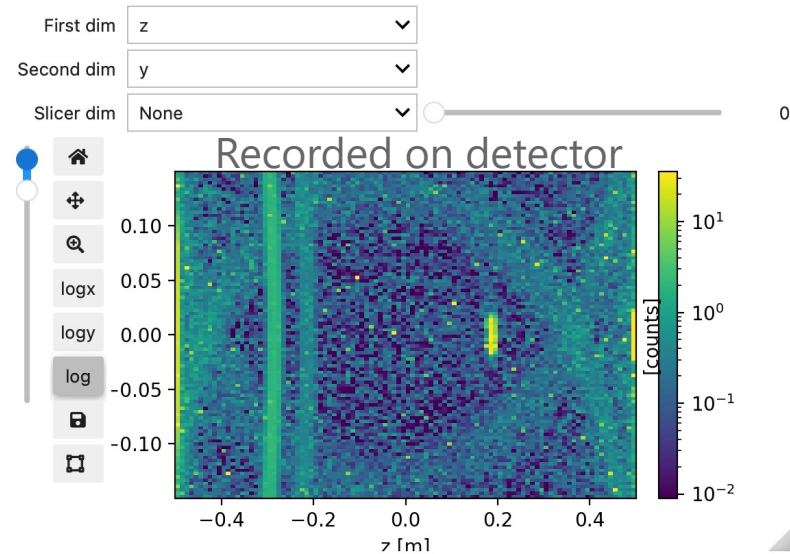 First dim z
Second dim y
Slicer dim None 0
Recorded on detector
logx
logy
log
0.10
0.05
0.00
−0.05
−0.10
−0.4 −0.2 0.0 0.2 0.4
z [m]
10¹
10⁰
10⁻¹
10⁻²
[counts]